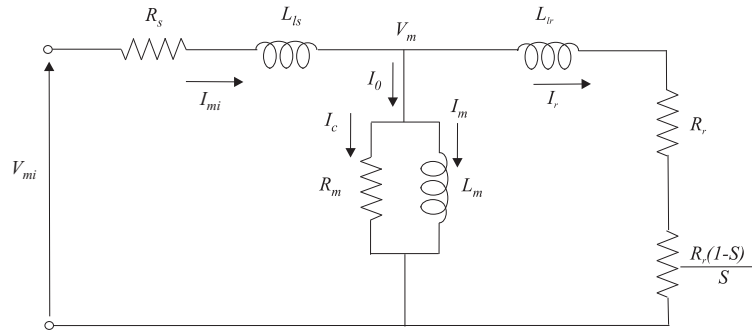 R_s
L_ls
V_m
L_lr
I_mi
I_0
I_r
I_c
I_m
R_r
V_mi
R_m
L_m
R_r(1-S)
S